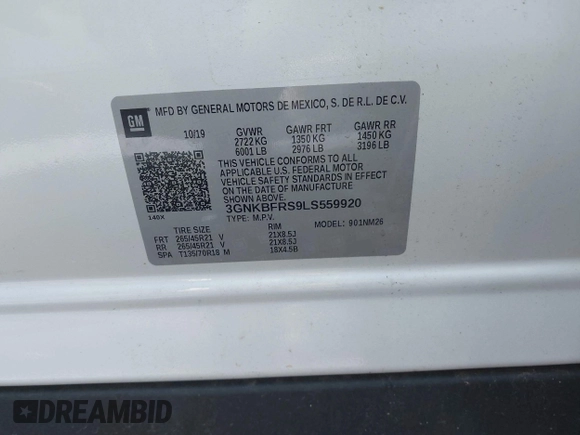 GM
MFD BY GENERAL MOTORS DE MEXICO, S. DE R.L. DE C.V.
10/19 GVWR GAWR FRT GAWR RR
2722 KG 1350 KG 1450 KG
6001 LB 2976 LB 3196 LB
THIS VEHICLE CONFORMS TO ALL
APPLICABLE U.S. FEDERAL MOTOR
VEHICLE SAFETY STANDARDS
IN EFFECT ON THE
DATE OF MANUFACTURE
SHOWN ABOVE.
3GNKBFRS9LS559920
140X TYPE: M.P.V. MODEL: 901NM26
TIRE SIZE RIM
FRT 265/45R21 V 21X8.5J
RR 265/45R21 V 21X8.5J
SPA T135/70R18 M 18X4.5B
DREAMBID